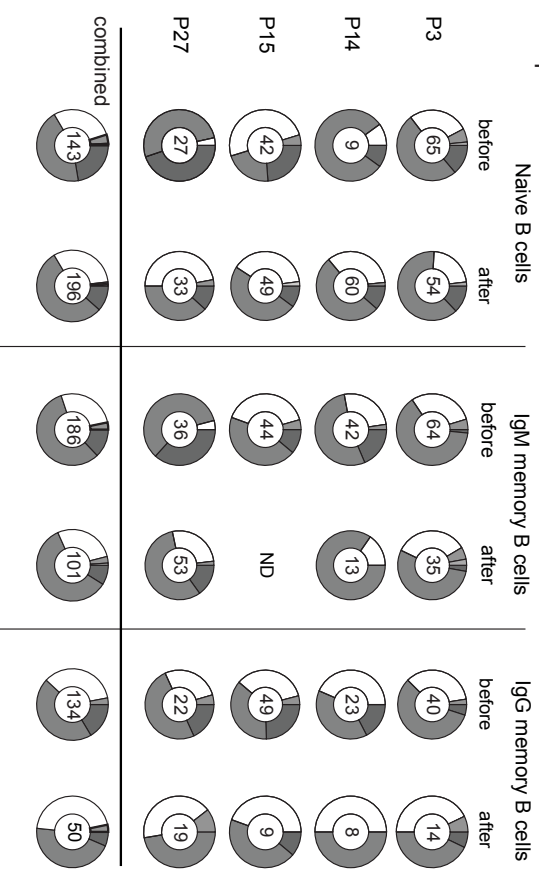 Naive B cells IgM memory B cells IgG memory B cells
before after before after before after
P3 65 54 64 35 40 14
P14 9 60 42 13 23 8
P15 42 49 44 ND 49 9
P27 27 33 36 53 22 19
combined 143 196 186 101 134 50